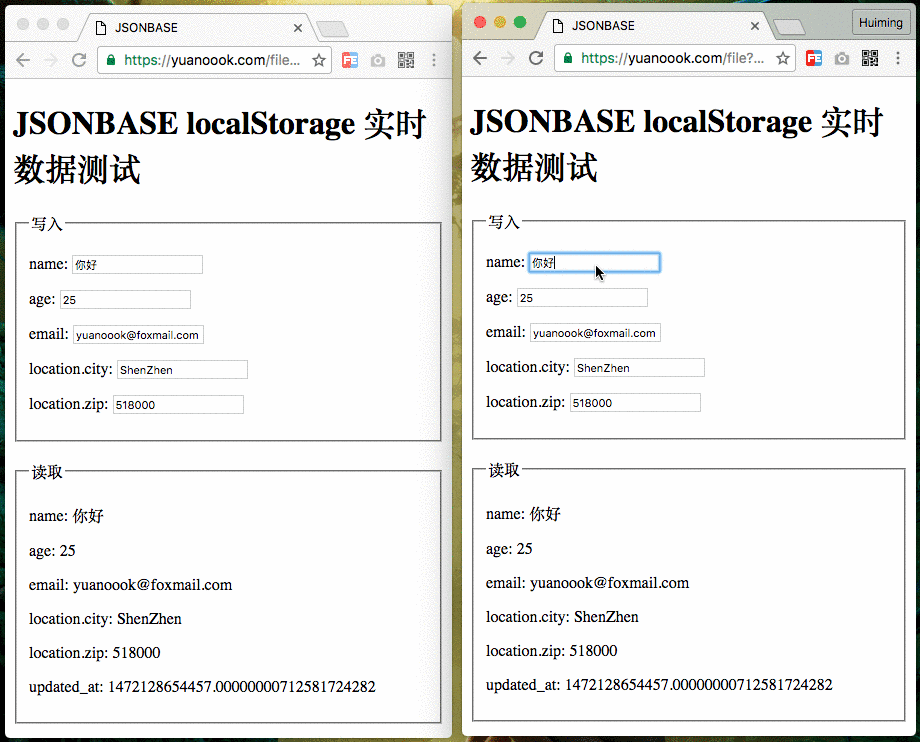 JSONBASE
https://yuanoook.com/file...
JSONBASE localStorage 实时
数据测试
写入
name: 你好
age: 25
email: yuanoook@foxmail.com
location.city: ShenZhen
location.zip: 518000
读取
name: 你好
age: 25
email: yuanoook@foxmail.com
location.city: ShenZhen
location.zip: 518000
updated_at: 1472128654457.00000000712581724282
JSONBASE
Huiming
https://yuanoook.com/file?...
JSONBASE localStorage 实时
数据测试
写入
name: 你好
age: 25
email: yuanoook@foxmail.com
location.city: ShenZhen
location.zip: 518000
读取
name: 你好
age: 25
email: yuanoook@foxmail.com
location.city: ShenZhen
location.zip: 518000
updated_at: 1472128654457.00000000712581724282